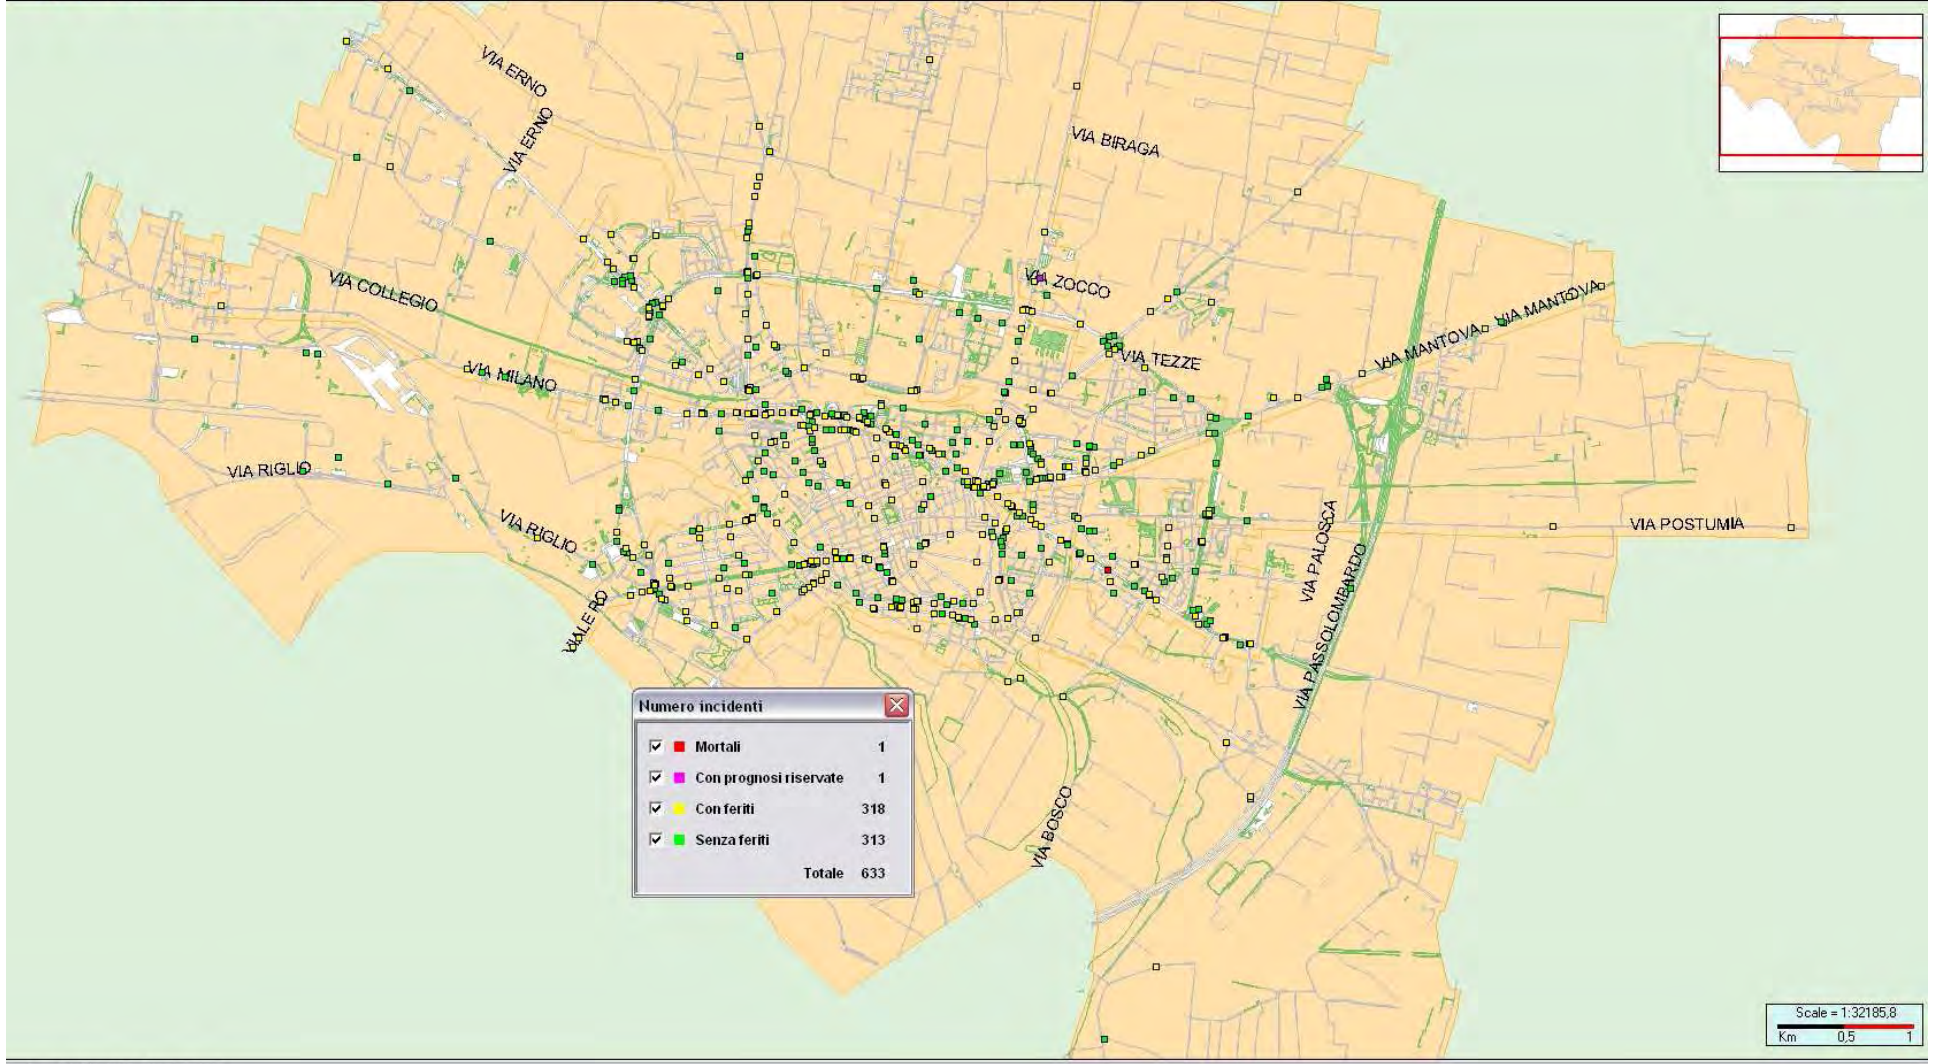 VIA ERNO
VIA ERNO
VIA BIRAGA
VIA COLLEGIO
VIA ZOCCO
VIA MANTOVA
VIA MANTOVA
VIA TEZZE
VIA MILANO
VIA RIGLIO
VIA RIGLIO
VIA POSTUMIA
VIA PALOSCA
VIA PASSOLOMBARDO
VIALE PO
VIA BOSCO
Numero incidenti
Mortali 1
Con prognosi riservate 1
Con feriti 318
Senza feriti 313
Totale 633
Scale = 1:32185,8
Km 0,5 1